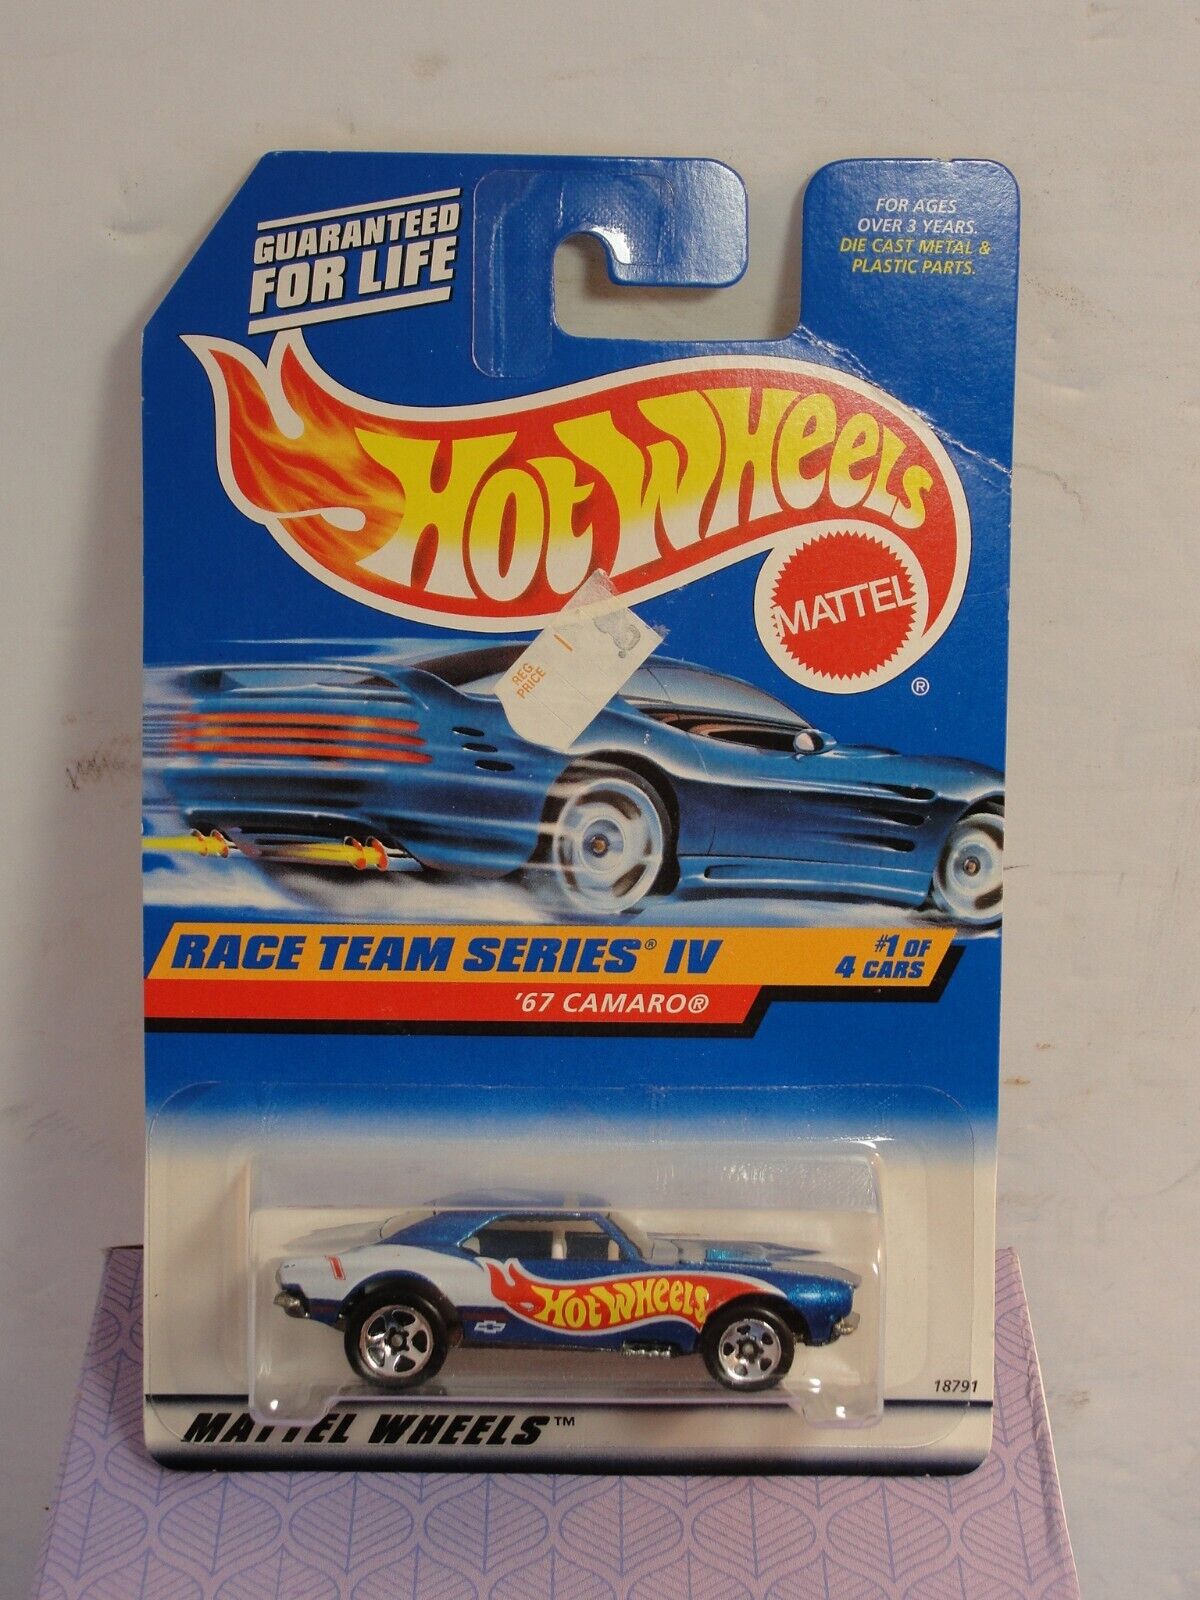 GUARANTEED
FOR LIFE
FOR AGES
OVER 3 YEARS.
DIE CAST METAL &
PLASTIC PARTS.
HOT WHEELS
MATTEL
®
REG
PRICE
RACE TEAM SERIES® IV
#1 OF
4 CARS
'67 CAMARO®
1
HOT WHEELS
18791
MATTEL WHEELS™